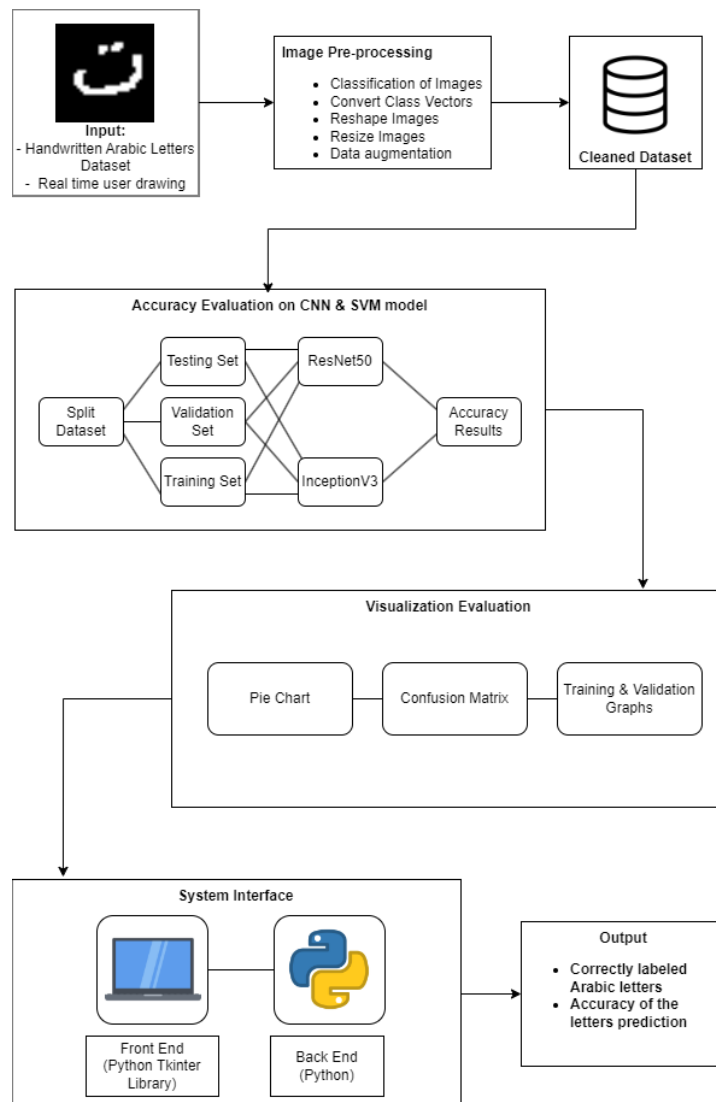 ت
Input:
- Handwritten Arabic Letters
Dataset
- Real time user drawing
Image Pre-processing
• Classification of Images
• Convert Class Vectors
• Reshape Images
• Resize Images
• Data augmentation
Cleaned Dataset
Accuracy Evaluation on CNN & SVM model
Split
Dataset
Testing Set
Validation
Set
Training Set
ResNet50
InceptionV3
Accuracy
Results
Visualization Evaluation
Pie Chart
Confusion Matrix
Training & Validation
Graphs
System Interface
Front End
(Python Tkinter
Library)
Back End
(Python)
Output
• Correctly labeled
Arabic letters
• Accuracy of the
letters prediction